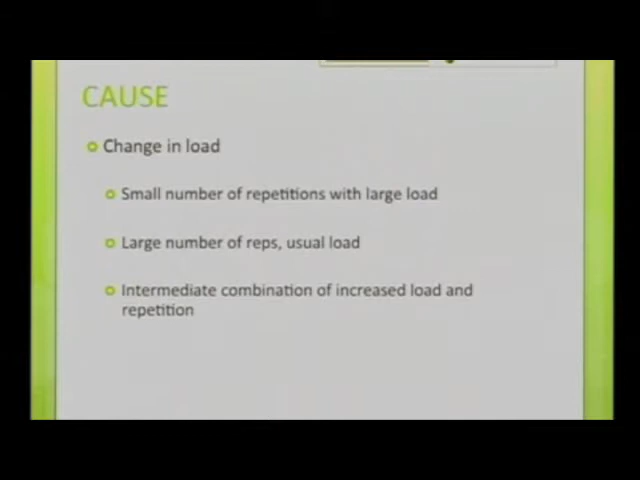 CAUSE
Change in load
Small number of repetitions with large load
Large number of reps, usual load
Intermediate combination of increased load and
repetition